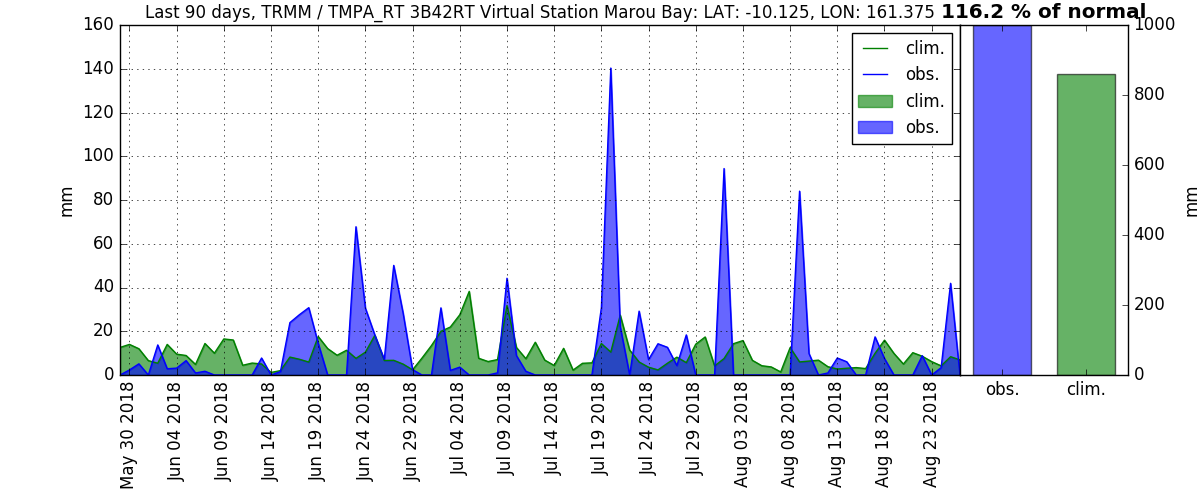 Last 90 days, TRMM / TMPA_RT 3B42RT Virtual Station Marou Bay: LAT: -10.125, LON: 161.375 116.2 % of normal
160
140
120
100
80
60
40
20
0
mm
clim.
obs.
clim.
obs.
1000
800
600
400
200
0
mm
obs.
clim.
May 30 2018
Jun 04 2018
Jun 09 2018
Jun 14 2018
Jun 19 2018
Jun 24 2018
Jun 29 2018
Jul 04 2018
Jul 09 2018
Jul 14 2018
Jul 19 2018
Jul 24 2018
Jul 29 2018
Aug 03 2018
Aug 08 2018
Aug 13 2018
Aug 18 2018
Aug 23 2018